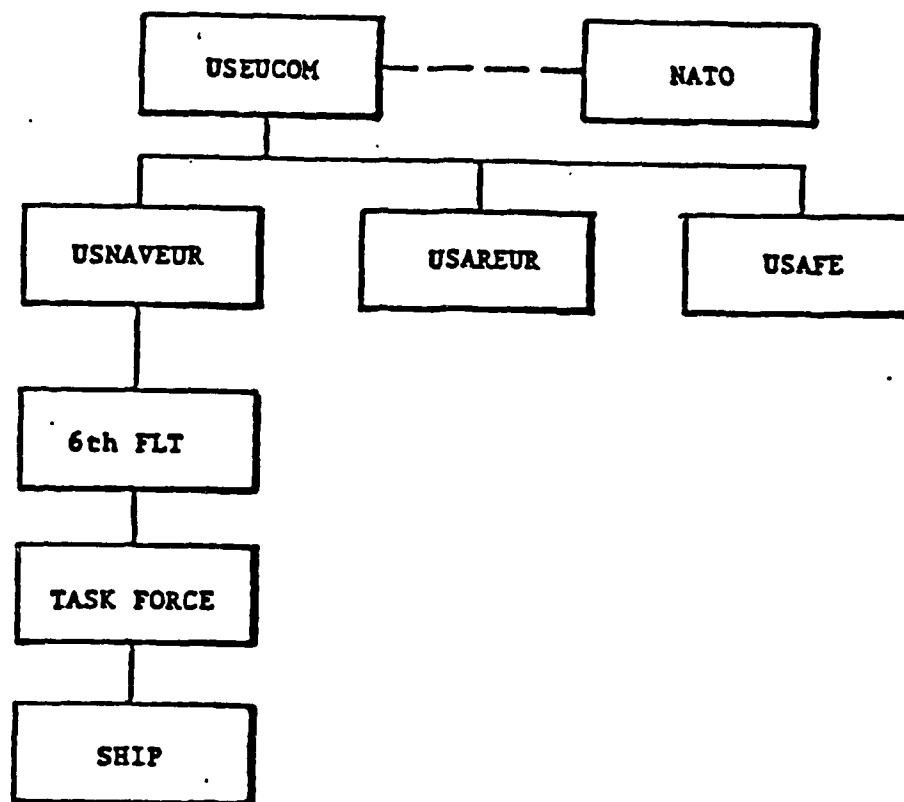 USEUCOM
NATO
USNAVEUR
USAREUR
USAFE
6th FLT
TASK FORCE
SHIP